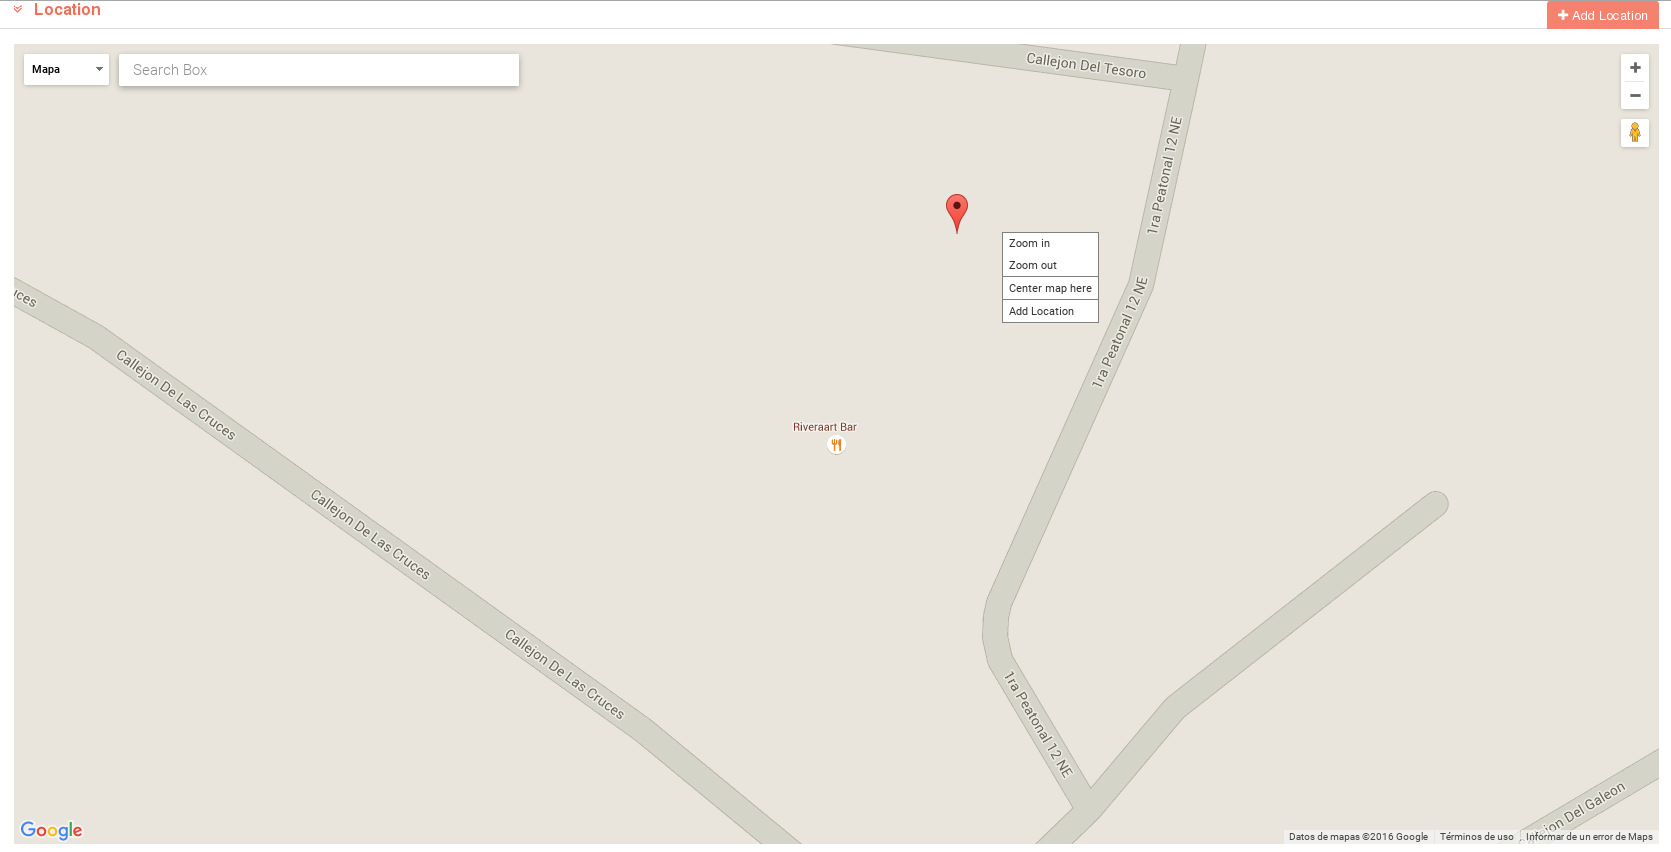 Location
Add Location
Mapa
Search Box
Callejon Del Tesoro
1ra Peatonal 12 NE
Zoom in
Zoom out
Center map here
Add Location
1ra Peatonal 12 NE
uces
Callejon De Las Cruces
Riveraart Bar
Callejon De Las Cruces
Callejon De Las Cruces
1ra Peatonal 12 NE
Callejon Del Galeon
Google
Datos de mapas ©2016 Google
Términos de uso
Informar de un error de Maps